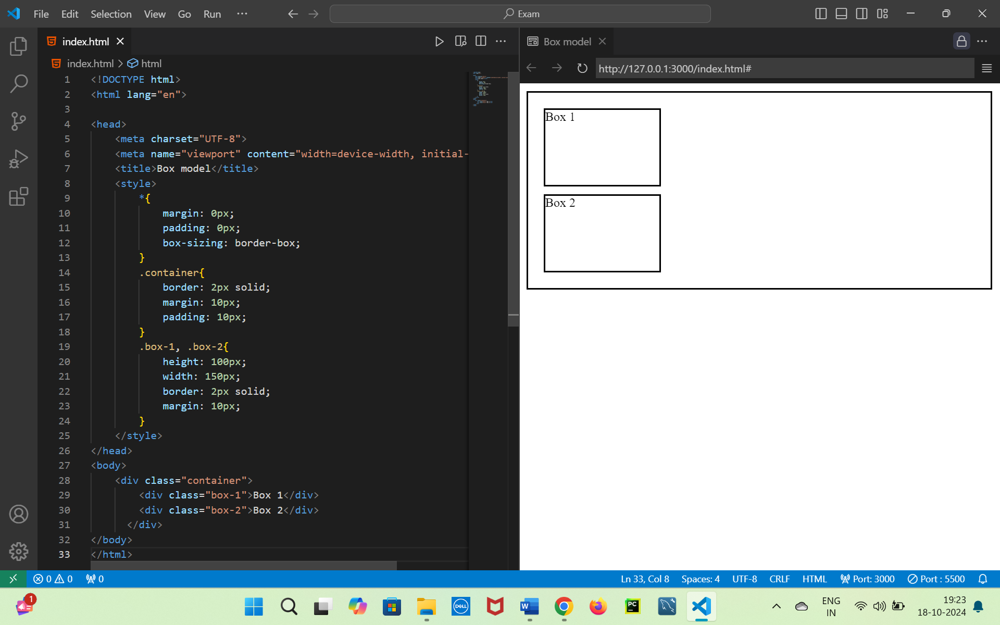 File Edit Selection View Go Run ···
Exam
index.html
index.html > html
1 <!DOCTYPE html>
2 <html lang="en">
3
4 <head>
5 <meta charset="UTF-8">
6 <meta name="viewport" content="width=device-width, initial-
7 <title>Box model</title>
8 <style>
9 *{
10 margin: 0px;
11 padding: 0px;
12 box-sizing: border-box;
13 }
14 .container{
15 border: 2px solid;
16 margin: 10px;
17 padding: 10px;
18 }
19 .box-1, .box-2{
20 height: 100px;
21 width: 150px;
22 border: 2px solid;
23 margin: 10px;
24 }
25 </style>
26 </head>
27 <body>
28 <div class="container">
29 <div class="box-1">Box 1</div>
30 <div class="box-2">Box 2</div>
31 </div>
32 </body>
33 </html>
Box model
http://127.0.0.1:3000/index.html#
Box 1
Box 2
0 0 0
Ln 33, Col 8 Spaces: 4 UTF-8 CRLF HTML Port: 3000 Port : 5500
1
DELL
W
PC
ENG
IN
19:23
18-10-2024